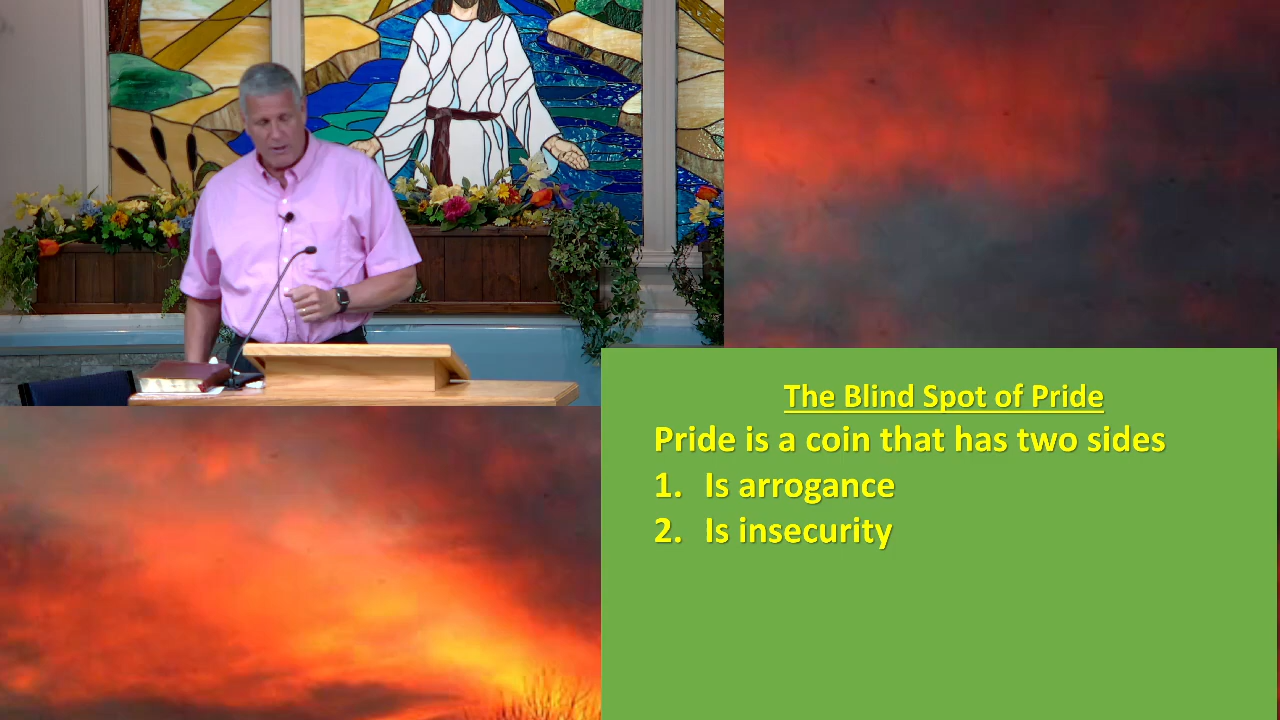 The Blind Spot of Pride
Pride is a coin that has two sides
1. Is arrogance
2. Is insecurity